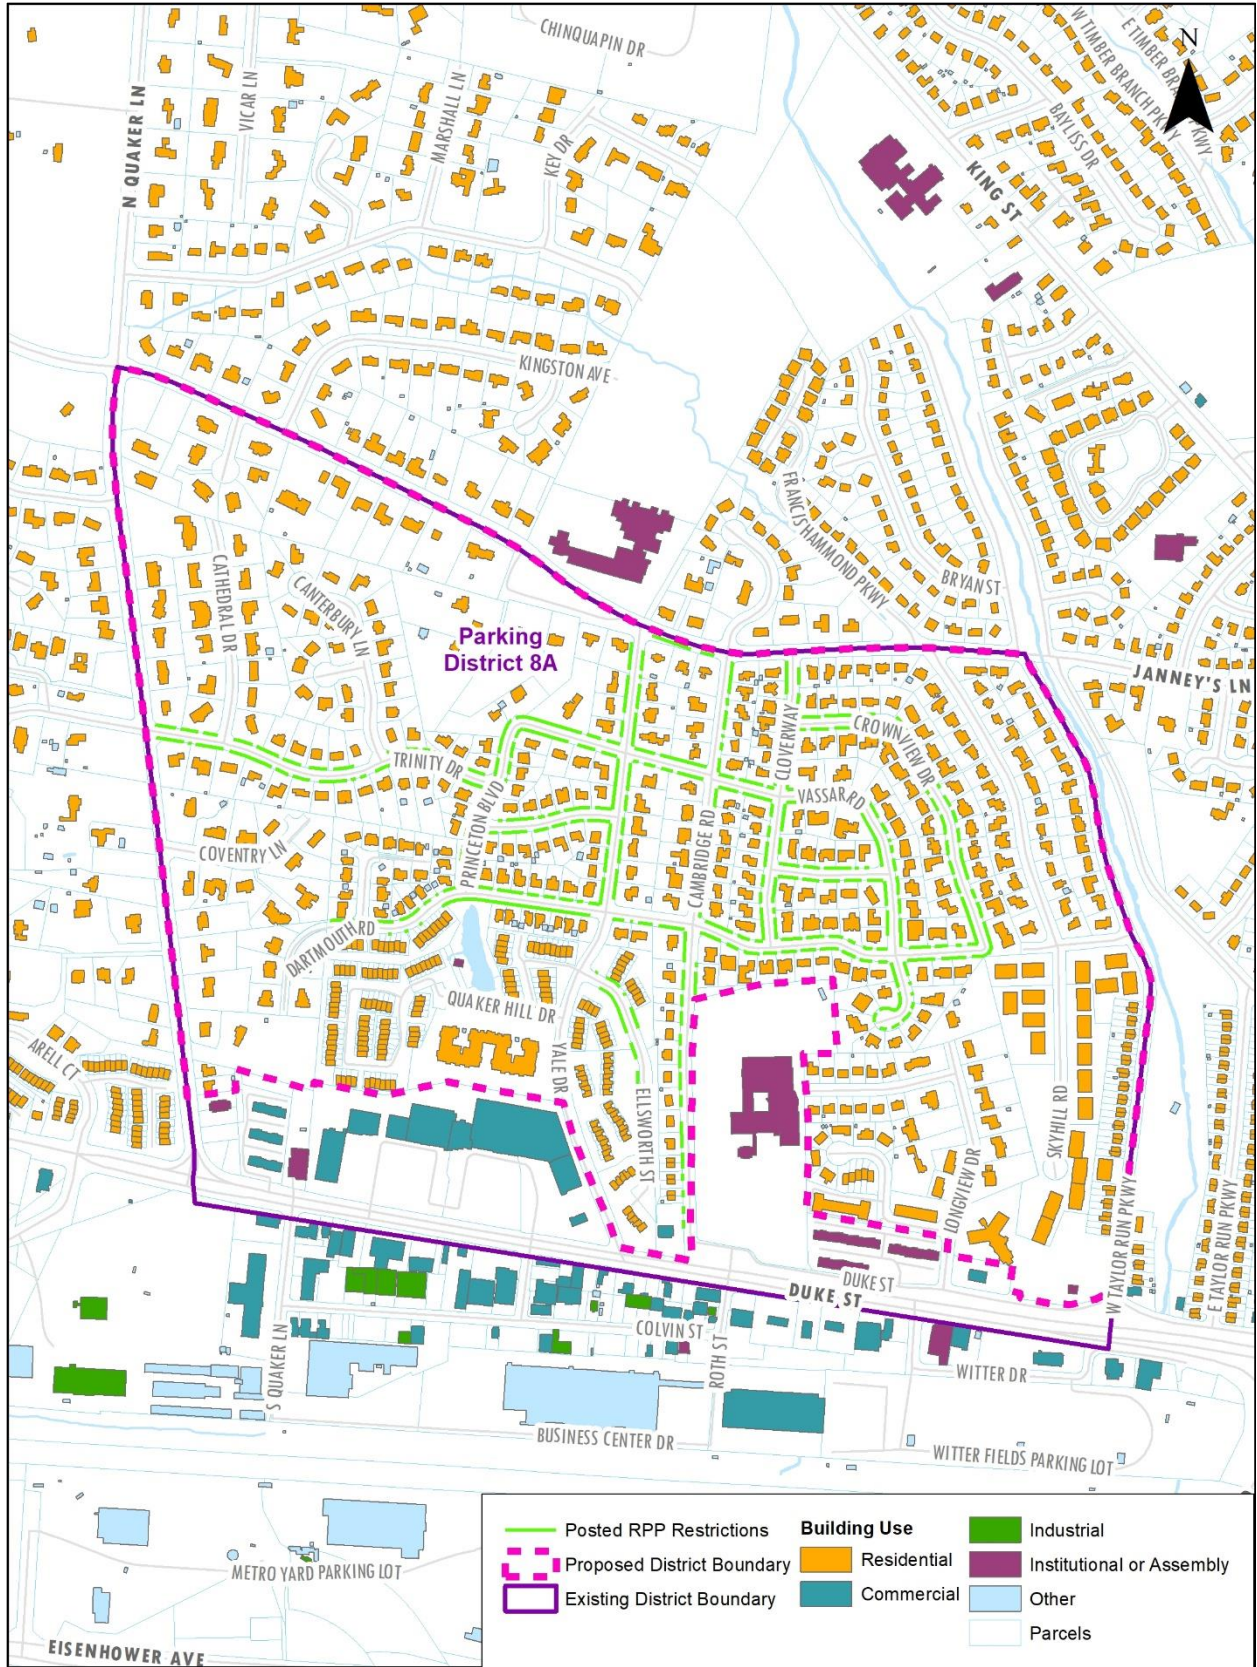 CHINQUAPIN DR
W TIMBER BRANCH PKWY
E TIMBER BRANCH PKWY
N
N QUAKER LN
VICAR LN
MARSHALL LN
KEY DR
BAYLISS DR
KING ST
KINGSTON AVE
FRANCIS HAMMOND PKWY
BRYAN ST
CATHEDRAL DR
CANTERBURY LN
Parking
District 8A
JANNEY'S LN
CLOVERWAY
CROWN VIEW DR
TRINITY DR
PRINCETON BLVD
VASSAR RD
COVENTRY LN
CAMBRIDGE RD
DARTMOUTH RD
QUAKER HILL DR
ARELL CT
YALE DR
ELLSWORTH ST
SKYHILL RD
LONGVIEW DR
W TAYLOR RUN PKWY
E TAYLOR RUN PKWY
DUKE ST
DUKE ST
COLVIN ST
S QUAKER LN
ROTH ST
WITTER DR
BUSINESS CENTER DR
WITTER FIELDS PARKING LOT
METRO YARD PARKING LOT
EISENHOWER AVE
Posted RPP Restrictions
Proposed District Boundary
Existing District Boundary
Building Use
Residential
Commercial
Industrial
Institutional or Assembly
Other
Parcels